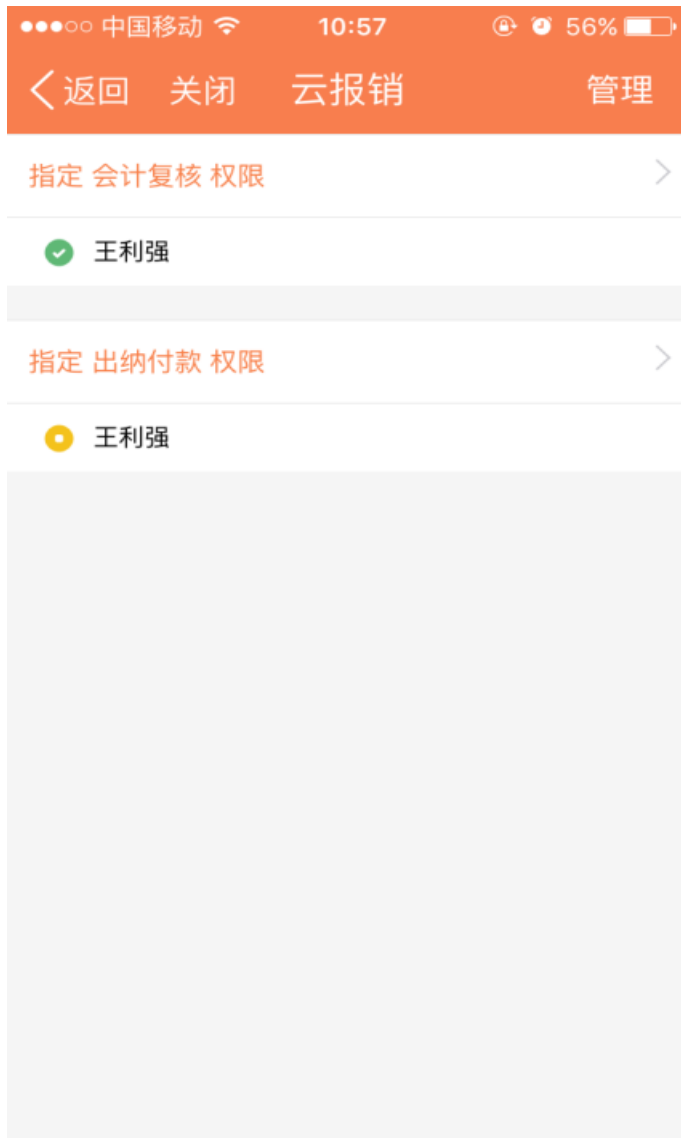 中国移动 10:57 56%
返回 关闭 云报销 管理
指定 会计复核 权限
王利强
指定 出纳付款 权限
王利强